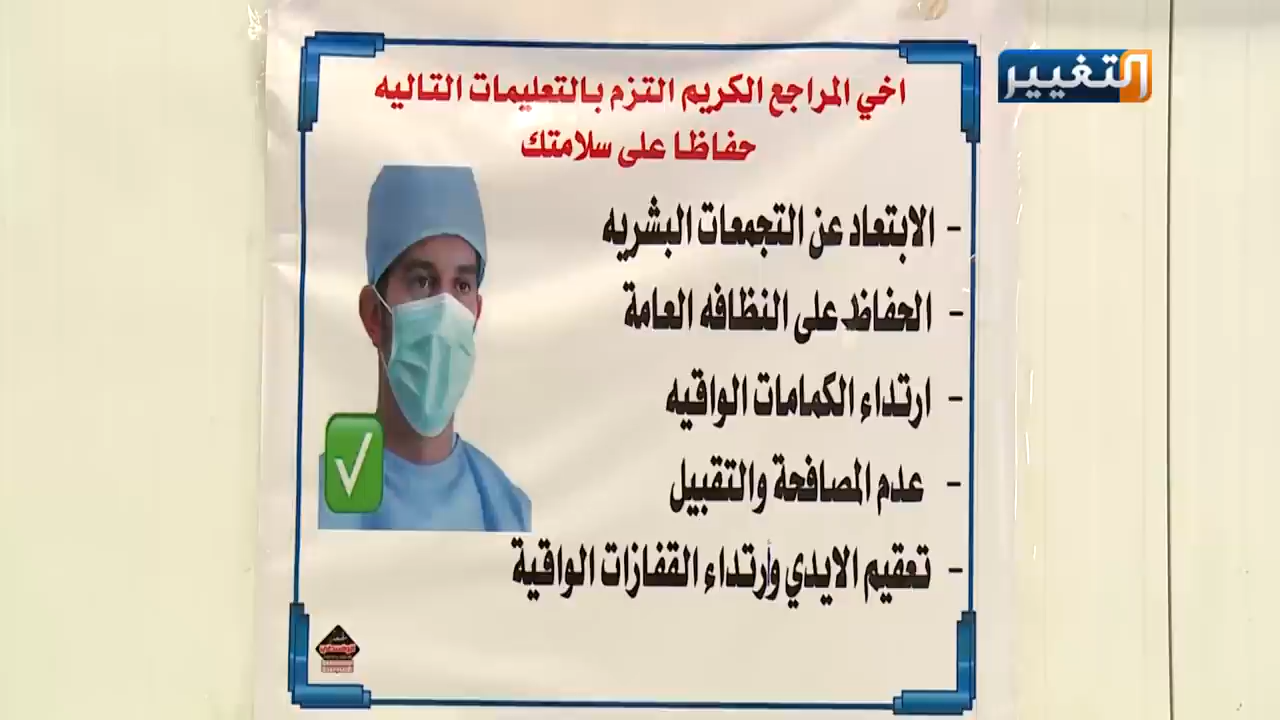 التغيير
اخي المراجع الكريم التزم بالتعليمات التاليه
حفاظا على سلامتك
- الابتعاد عن التجمعات البشريه
- الحفاظ على النظافه العامة
- ارتداء الكمامات الواقيه
- عدم المصافحة والتقبيل
- تعقيم الايدي وأرتداء القفازات الواقية